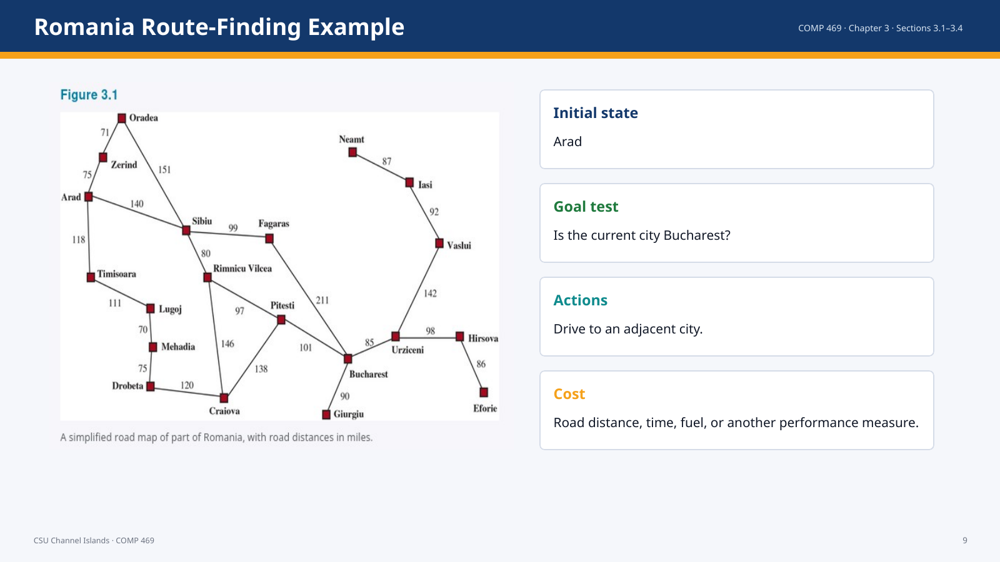 Romania Route-Finding Example
COMP 469 · Chapter 3 · Sections 3.1–3.4
Figure 3.1
Oradea
71
Neamt
Zerind
87
151
75
Iasi
Arad
140
92
Sibiu
99
Fagaras
118
80
Vaslui
Rimnicu Vilcea
Timisoara
142
111
211
Lugoj
97
Pitesti
70
98
Hirsova
146
85
Mehadia
101
Urziceni
86
75
138
Bucharest
Drobeta
120
90
Craiova
Giurgiu
Eforie
A simplified road map of part of Romania, with road distances in miles.
Initial state
Arad
Goal test
Is the current city Bucharest?
Actions
Drive to an adjacent city.
Cost
Road distance, time, fuel, or another performance measure.
CSU Channel Islands · COMP 469
9